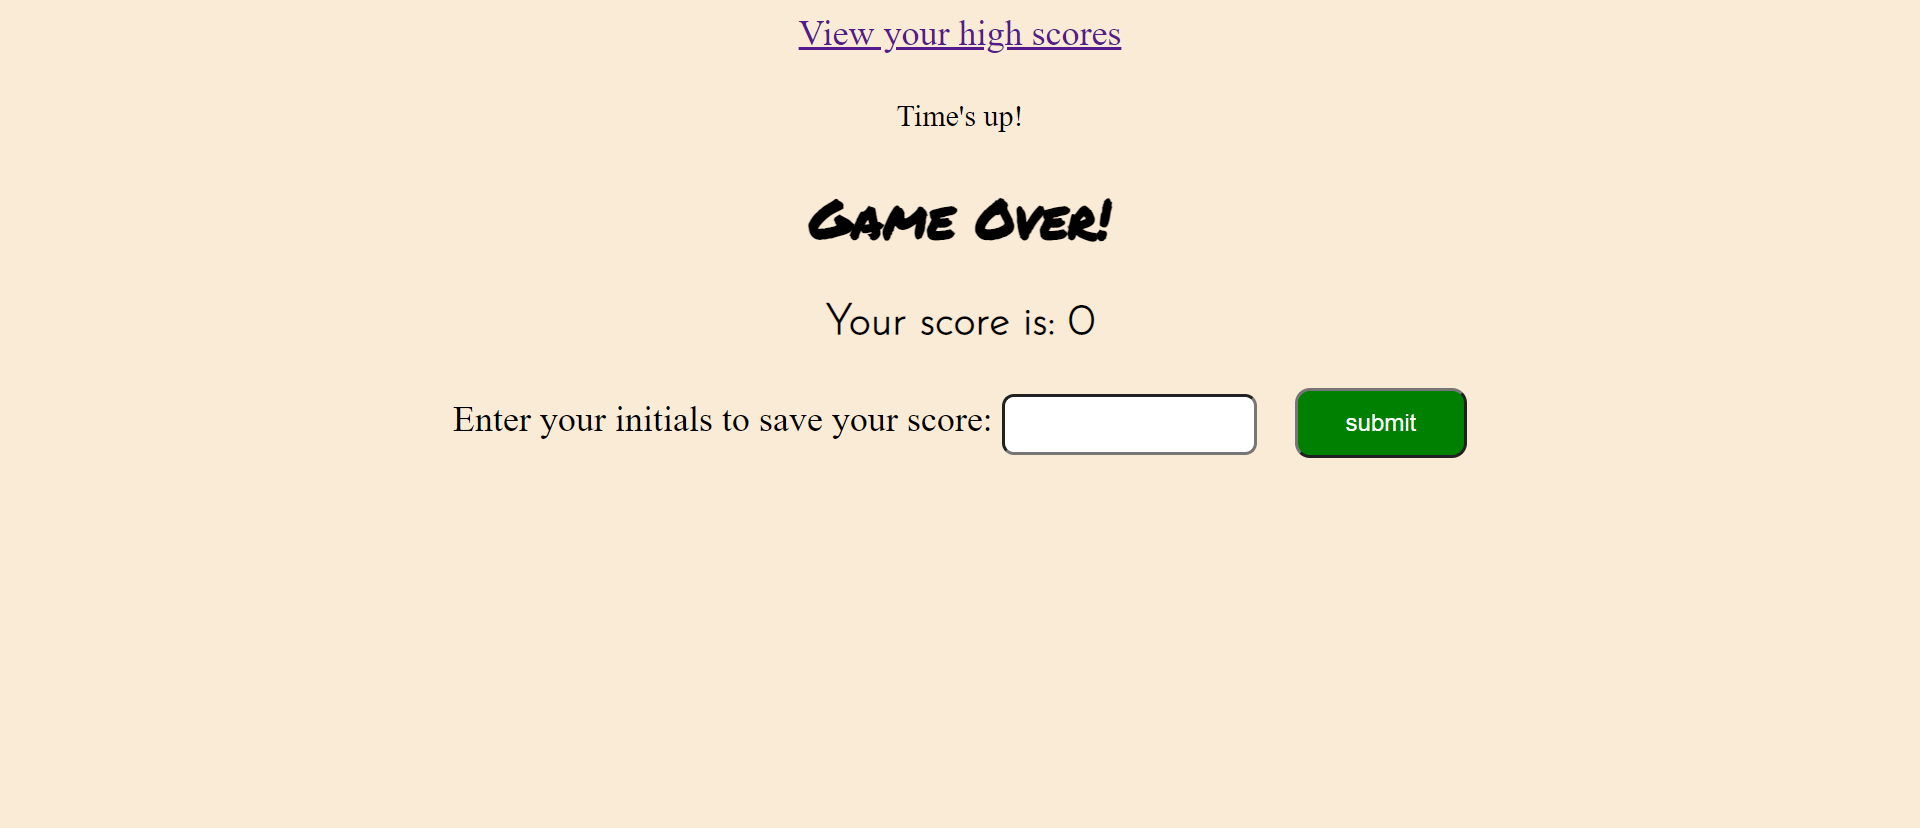 View your high scores
Time's up!
Game Over!
Your score is: 0
Enter your initials to save your score: submit